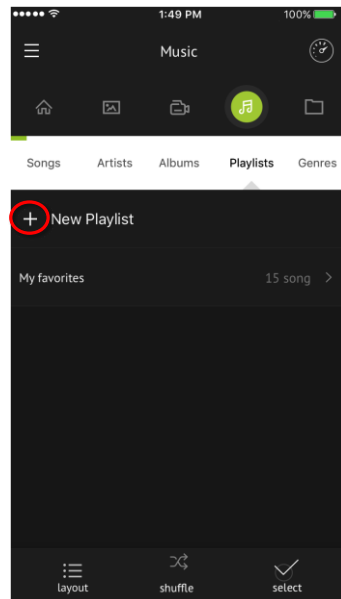 1:49 PM 100%
Music
Songs Artists Albums Playlists Genres
New Playlist
My favorites 15 song
layout shuffle select